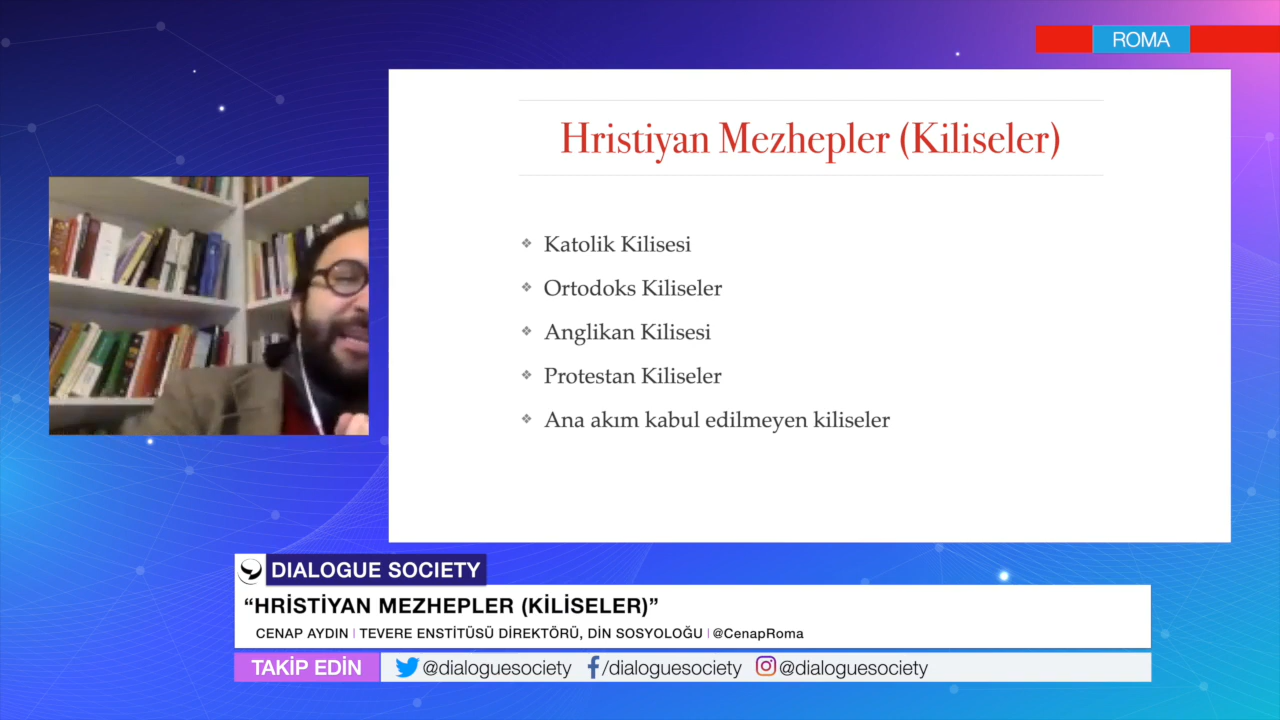 ROMA
Hristiyan Mezhepler (Kiliseler)
❖ Katolik Kilisesi
❖ Ortodoks Kiliseler
❖ Anglikan Kilisesi
❖ Protestan Kiliseler
❖ Ana akım kabul edilmeyen kiliseler
DIALOGUE SOCIETY
“HRİSTİYAN MEZHEPLER (KİLİSELER)”
CENAP AYDIN | TEVERE ENSTİTÜSÜ DİREKTÖRÜ, DİN SOSYOLOĞU | @CenapRoma
TAKİP EDİN @dialoguesociety /dialoguesociety @dialoguesociety